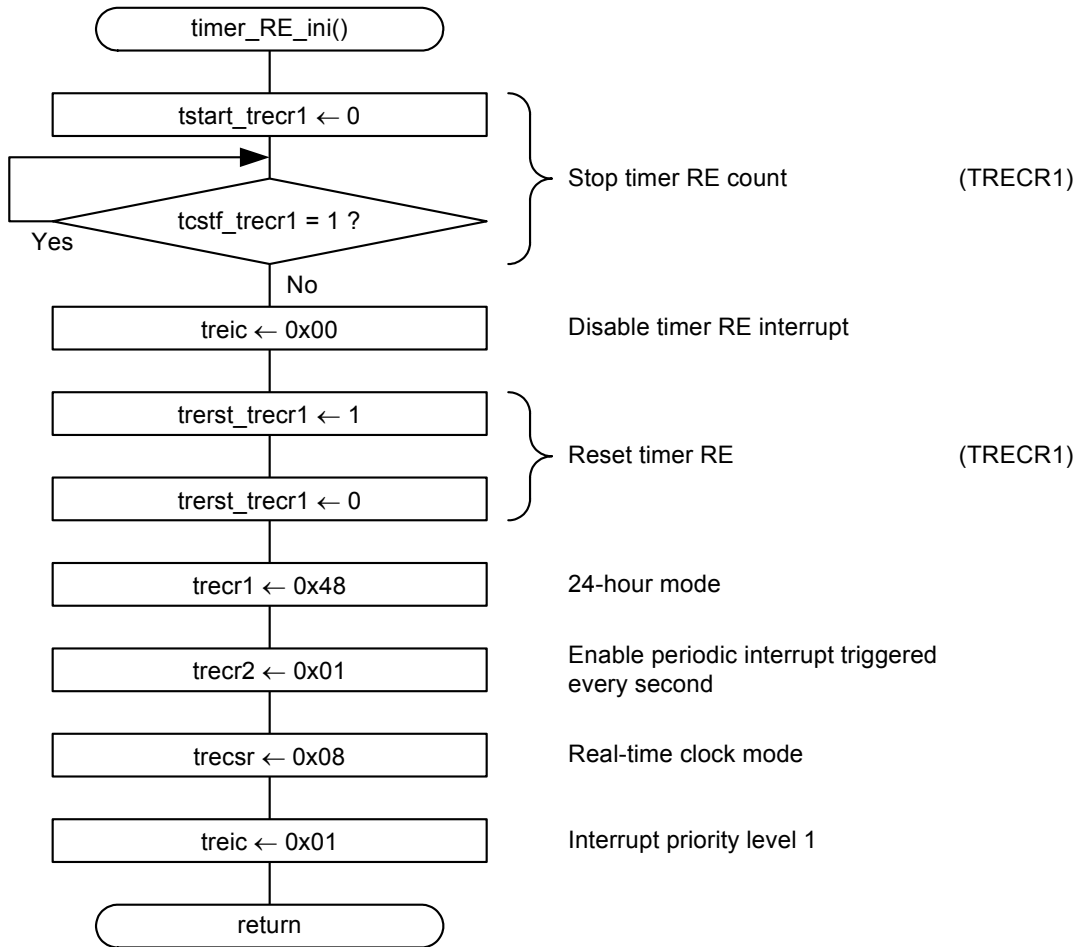 timer_RE_ini()
tstart_trecr1 ← 0
Stop timer RE count (TRECR1)
tcstf_trecr1 = 1 ?
Yes
No
treic ← 0x00 Disable timer RE interrupt
trerst_trecr1 ← 1
Reset timer RE (TRECR1)
trerst_trecr1 ← 0
trecr1 ← 0x48 24-hour mode
trecr2 ← 0x01 Enable periodic interrupt triggered
every second
trecsr ← 0x08 Real-time clock mode
treic ← 0x01 Interrupt priority level 1
return